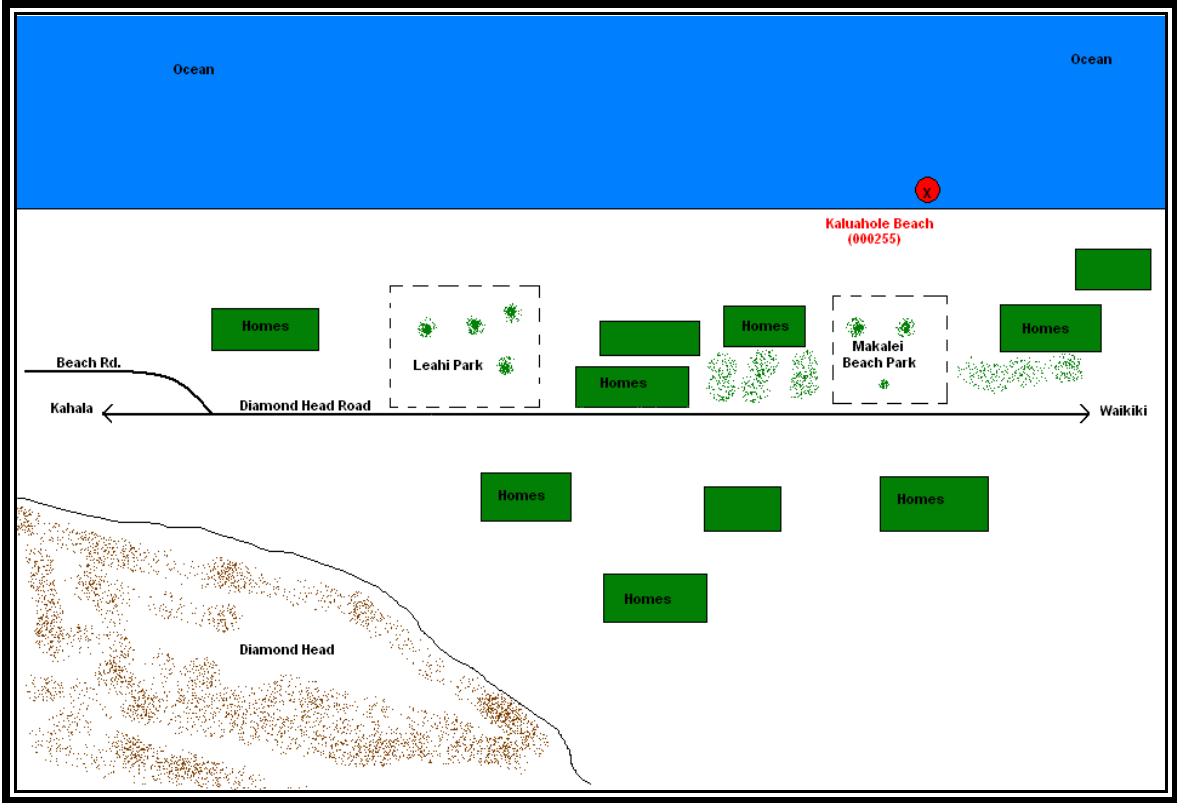 Ocean
Ocean
X
Kaluahole Beach
(000255)
Homes
Homes
Homes
Makalei
Beach Park
Beach Rd.
Leahi Park
Homes
Kahala
Diamond Head Road
Waikiki
Homes
Homes
Homes
Diamond Head